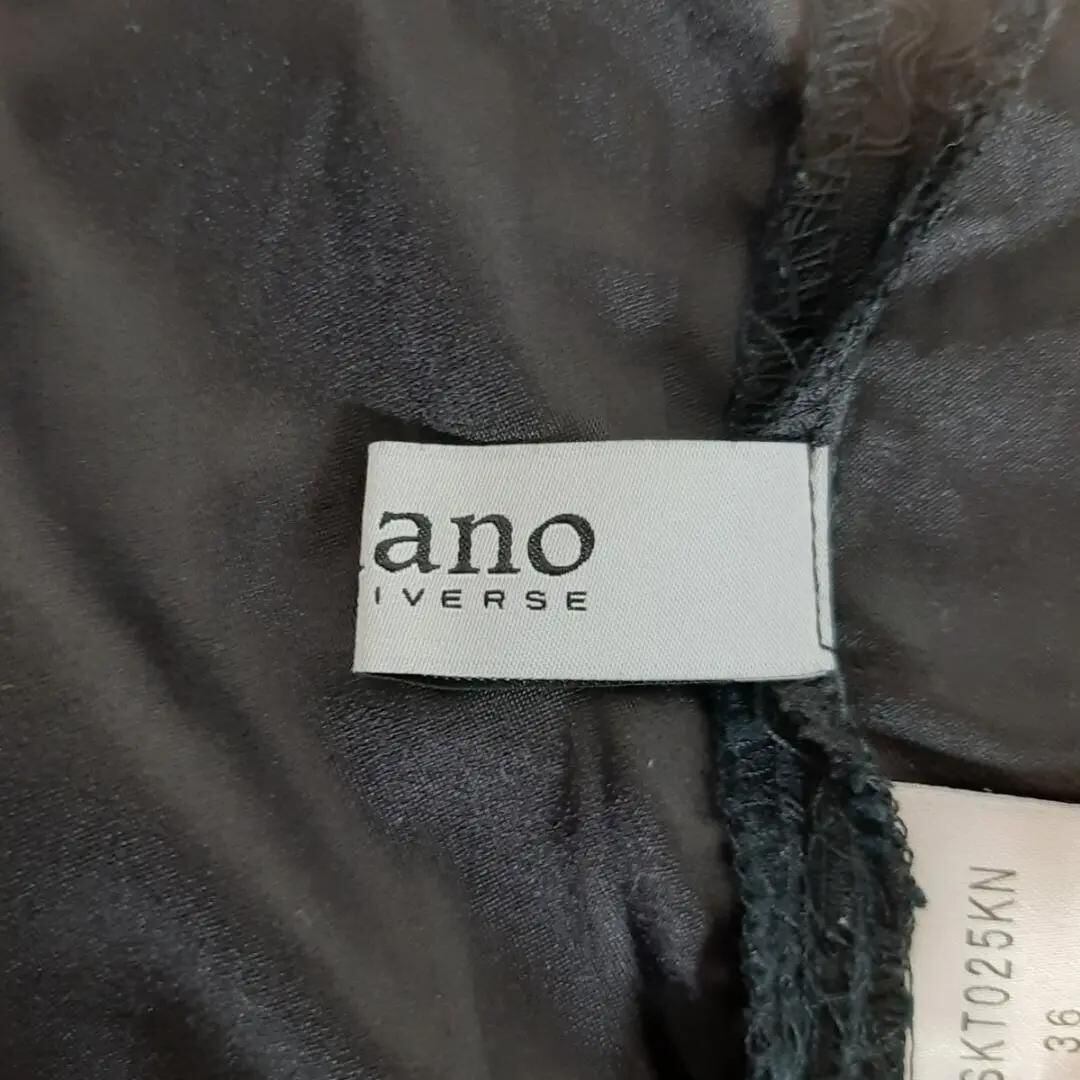 ano
IVERSE
SKT025KN
36